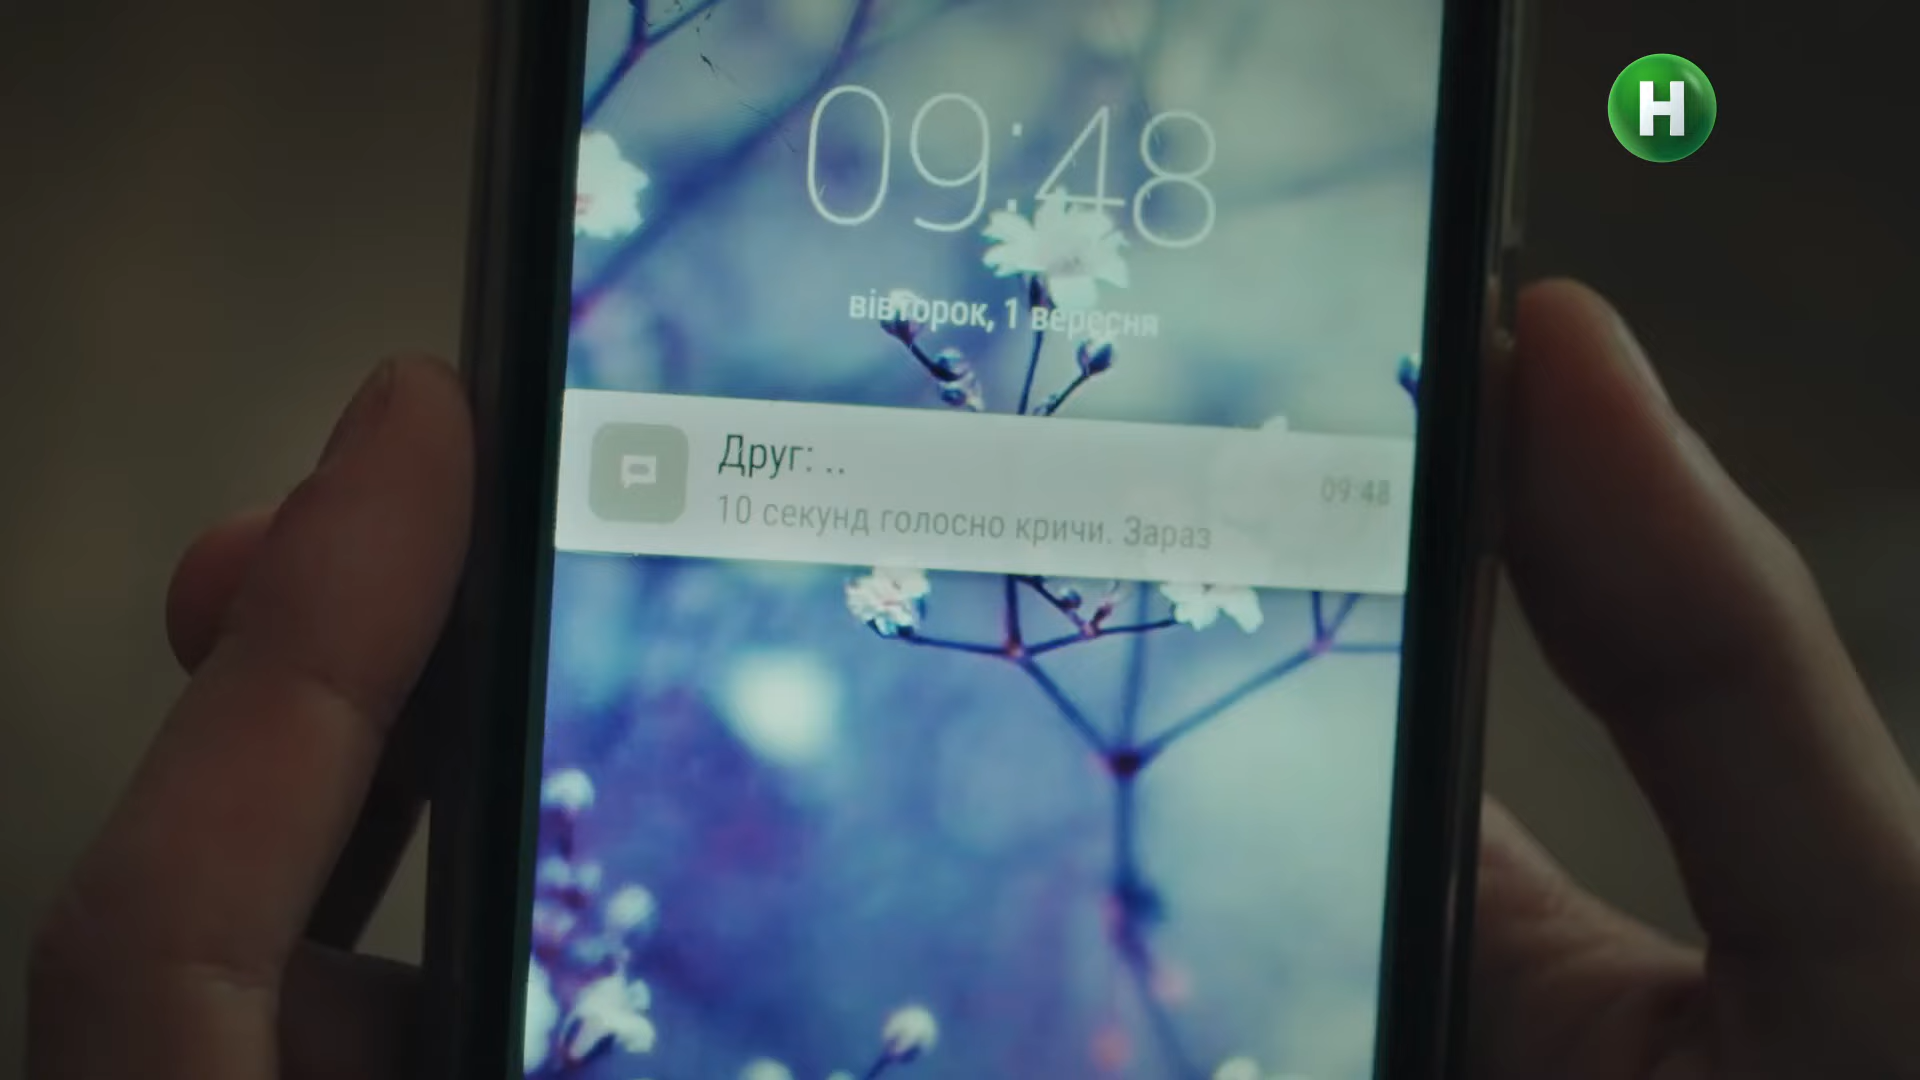 Н
09:48
вівторок, 1 вересня
Друг: ..
09:48
10 секунд голосно кричи. Зараз